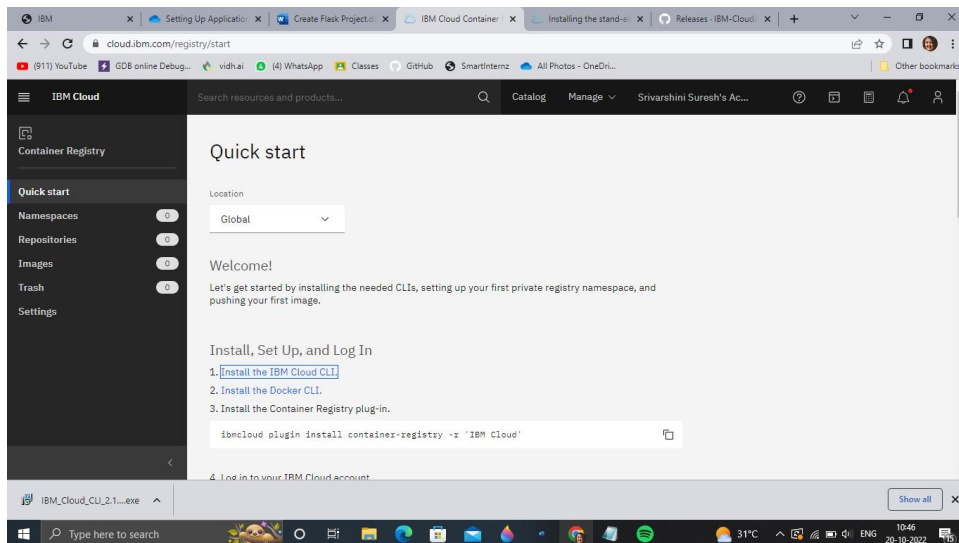 IBM
Setting Up Application
Create Flask Project.d
IBM Cloud Container
Installing the stand-al
Releases · IBM-Cloud
cloud.ibm.com/registry/start
(911) YouTube
GDB online Debug...
vidh.ai
(4) WhatsApp
Classes
GitHub
SmartInternz
All Photos - OneDri...
Other bookmarks
IBM Cloud
Search resources and products...
Catalog
Manage
Srivarshini Suresh's Ac...
Container Registry
Quick start
Namespaces 0
Repositories 0
Images 0
Trash 0
Settings
Quick start
Location
Global
Welcome!
Let's get started by installing the needed CLIs, setting up your first private registry namespace, and
pushing your first image.
Install, Set Up, and Log In
1. Install the IBM Cloud CLI.
2. Install the Docker CLI.
3. Install the Container Registry plug-in.
ibmcloud plugin install container-registry -r 'IBM Cloud'
4. Log in to your IBM Cloud account
IBM_Cloud_CLI_2.1....exe
Show all
Type here to search
31°C
ENG
10:46
20-10-2022
15